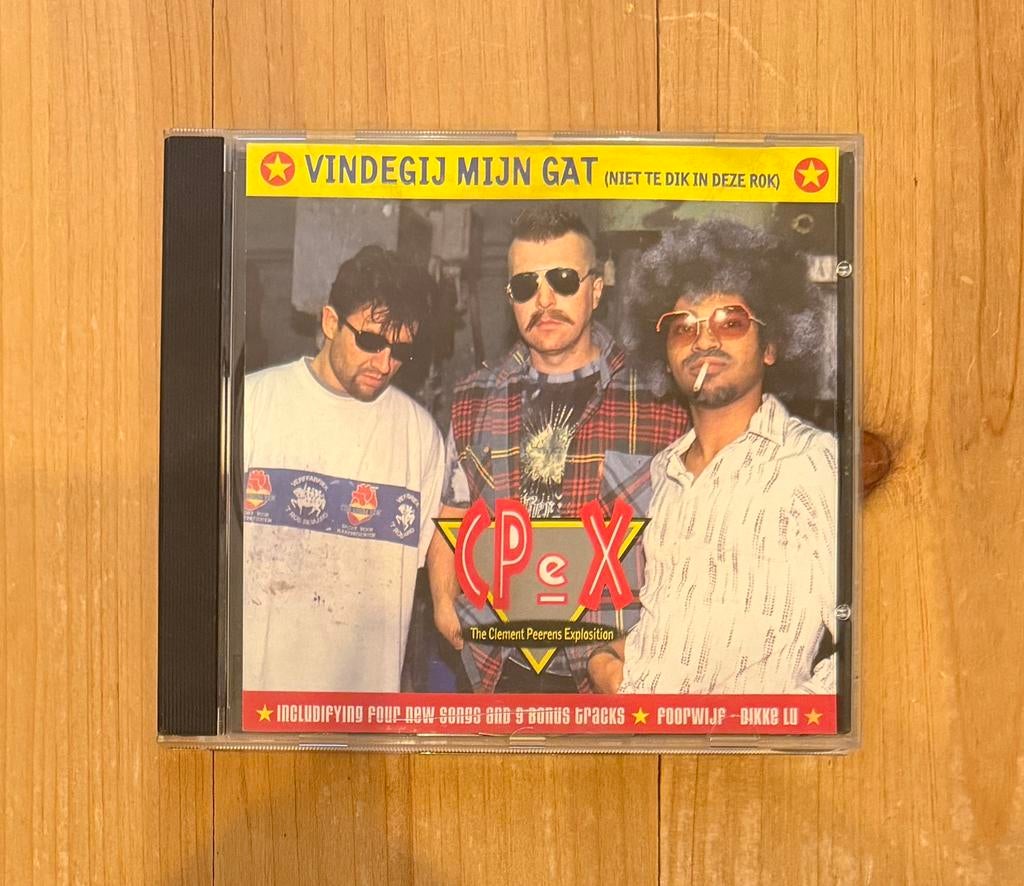 VINDEGIJ MIJN GAT (NIET TE DIK IN DEZE ROK)
VERFFABRIEK
CPeX
The Clement Peerens Explosition
INCLUDIFYING FOUR NEW SONGS AND 9 BONUS TRACKS FOORWIJF - DIKKE LU